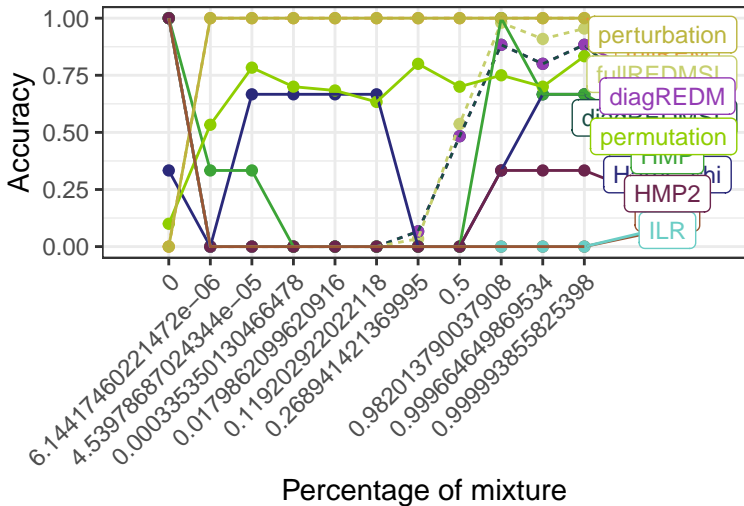 1.00
0.75
0.50
0.25
0.00
Accuracy
perturbation
fullREDMSL
diagREDM
permutation
HMP
HMP2
ILR
0
6.14417460221472e−06
4.53978687024344e−05
0.000335350130466478
0.0179862099620916
0.119202922022118
0.268941421369995
0.5
0.982013790037908
0.999664649869534
0.999993855825398
Percentage of mixture